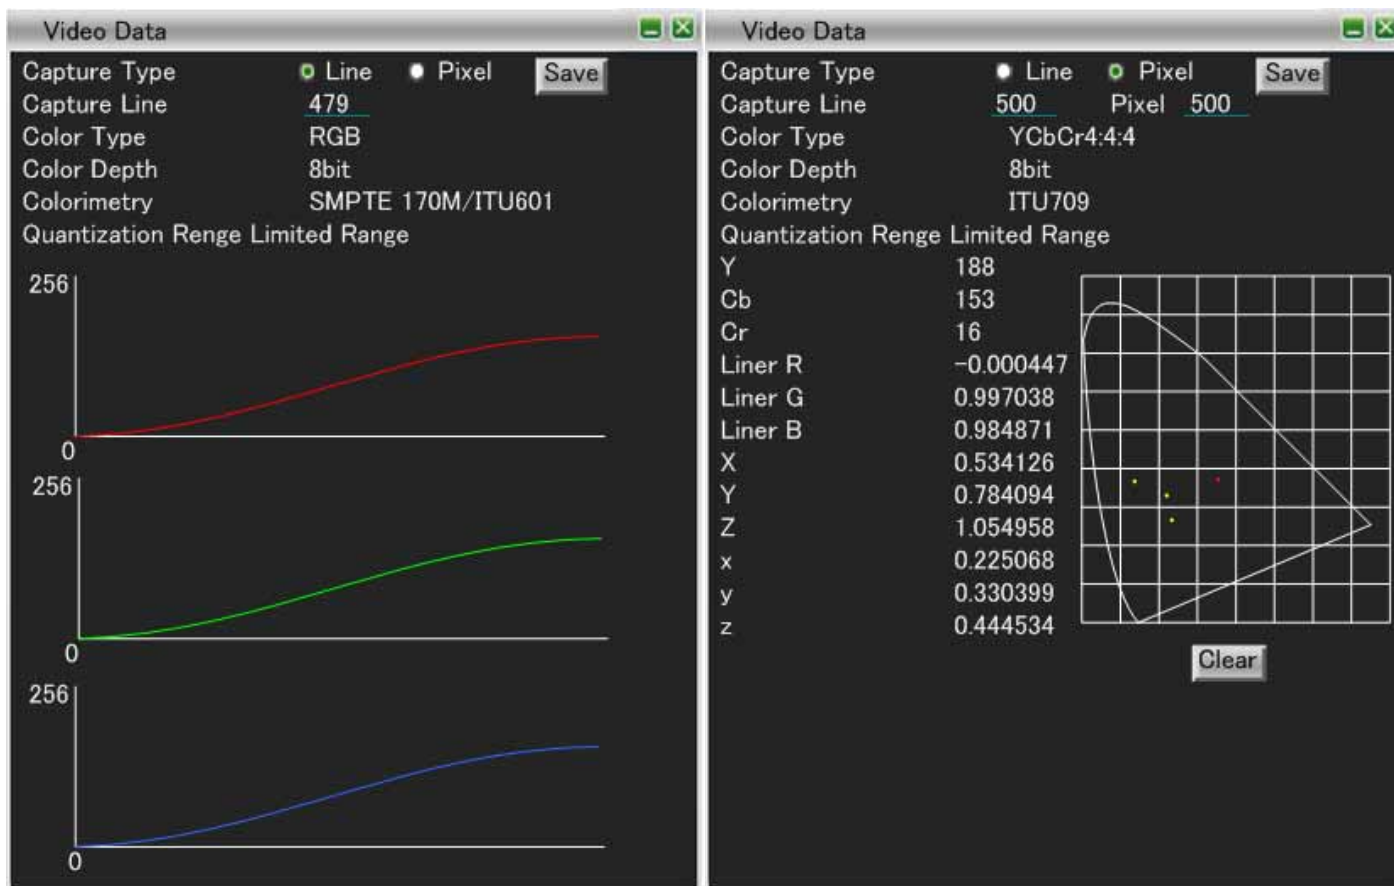 Video Data
Capture Type Line Pixel Save
Capture Line 479
Color Type RGB
Color Depth 8bit
Colorimetry SMPTE 170M/ITU601
Quantization Renge Limited Range
256
0
256
0
256
0
Video Data
Capture Type Line Pixel Save
Capture Line 500 Pixel 500
Color Type YCbCr4:4:4
Color Depth 8bit
Colorimetry ITU709
Quantization Renge Limited Range
Y 188
Cb 153
Cr 16
Liner R -0.000447
Liner G 0.997038
Liner B 0.984871
X 0.534126
Y 0.784094
Z 1.054958
x 0.225068
y 0.330399
z 0.444534
Clear